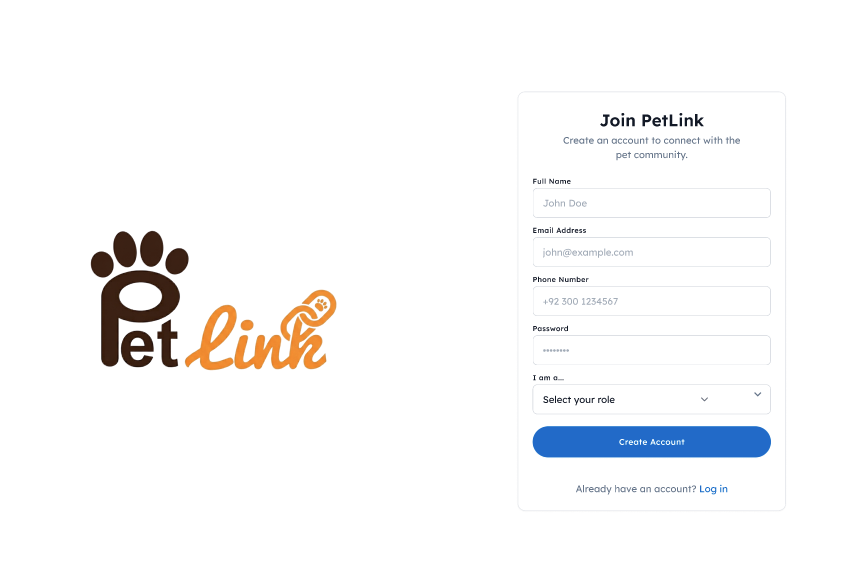 Pet Link
Join PetLink
Create an account to connect with the
pet community.
Full Name
John Doe
Email Address
john@example.com
Phone Number
+92 300 1234567
Password
••••••••
I am a...
Select your role
Create Account
Already have an account? Log in